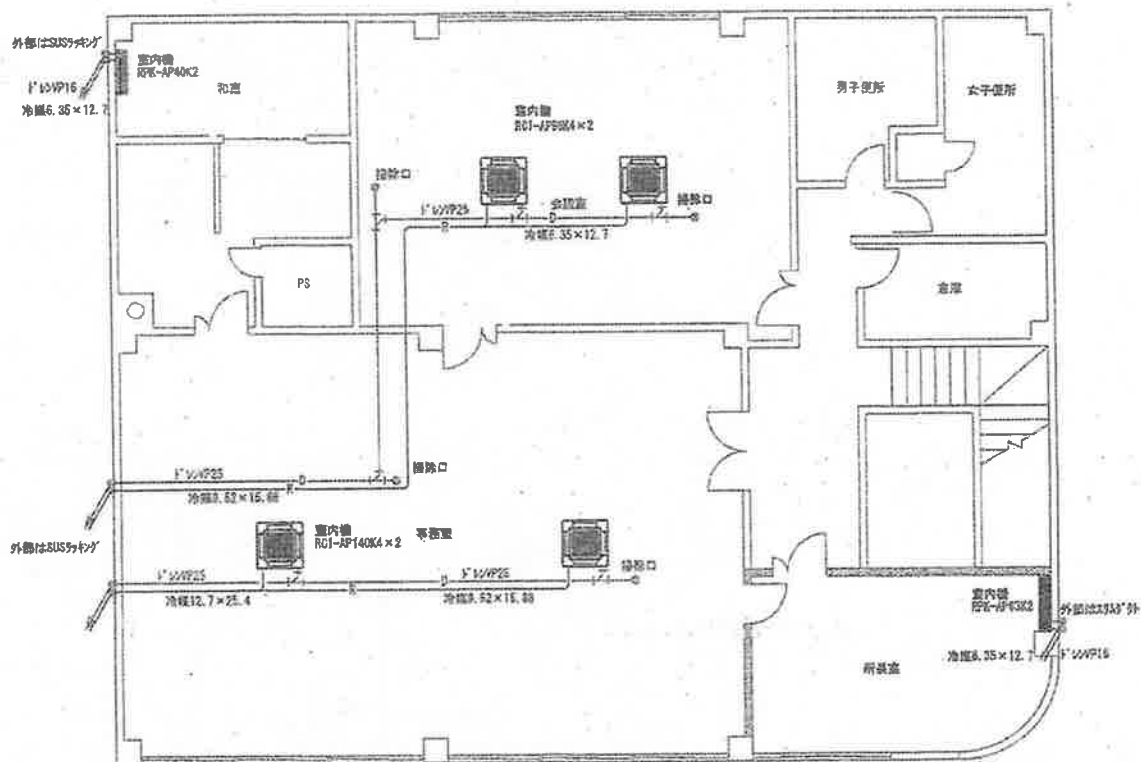 外部はSUSラッキング
室内機
RPK-AP40K2
和室
ドレンVP16
冷媒6.35×12.7
室内機
RCI-AP80K4×2
男子便所
女子便所
掃除口
ドレンVP25
会議室
D
掃除口
R
冷媒6.35×12.7
PS
倉庫
掃除口
ドレンVP25
D
R
冷媒9.52×15.88
外部はSUSラッキング
室内機
RCI-AP140K4×2
事務室
掃除口
ドレンVP25
D
ドレンVP25
R
冷媒12.7×25.4
冷媒9.52×15.88
室内機
RPK-AP63K2
冷媒6.35×12.7
ドレンVP16
所長室